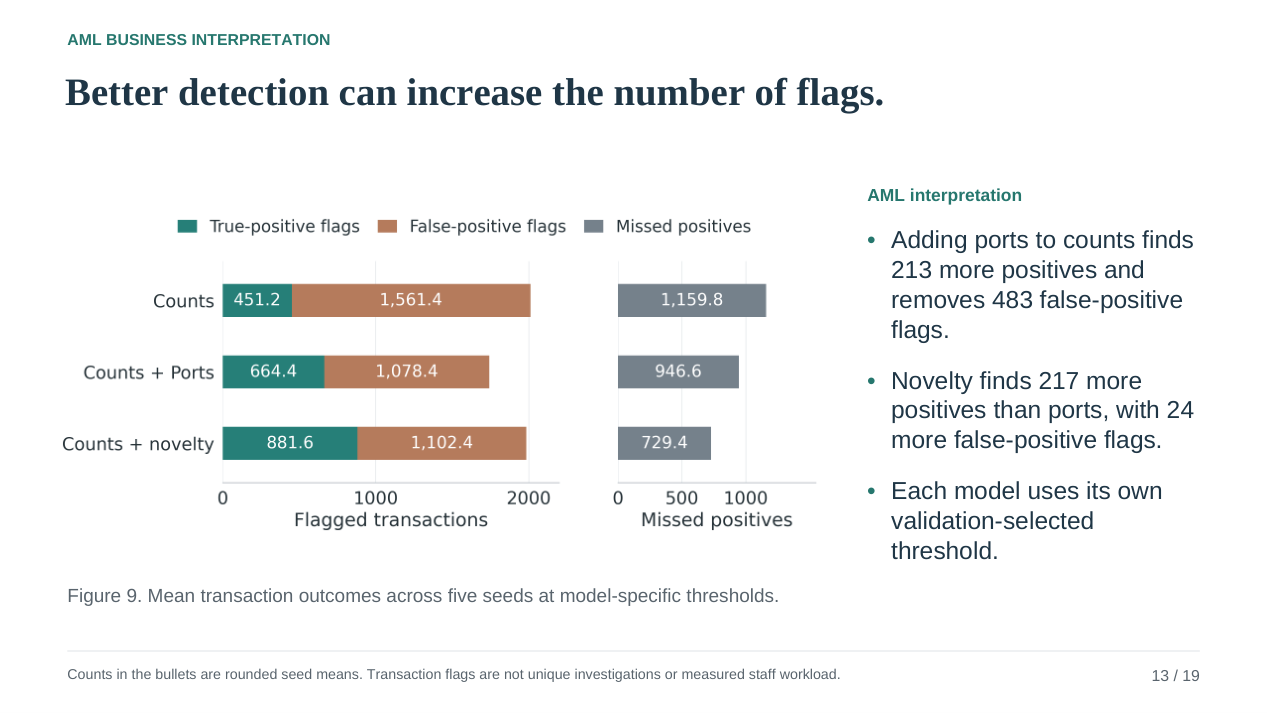 AML BUSINESS INTERPRETATION
Better detection can increase the number of flags.
True-positive flags False-positive flags Missed positives
Counts 451.2 1,561.4 1,159.8
Counts + Ports 664.4 1,078.4 946.6
Counts + novelty 881.6 1,102.4 729.4
0 1000 2000 0 500 1000
Flagged transactions Missed positives
Figure 9. Mean transaction outcomes across five seeds at model-specific thresholds.
AML interpretation
• Adding ports to counts finds
213 more positives and
removes 483 false-positive
flags.
• Novelty finds 217 more
positives than ports, with 24
more false-positive flags.
• Each model uses its own
validation-selected
threshold.
Counts in the bullets are rounded seed means. Transaction flags are not unique investigations or measured staff workload.
13 / 19